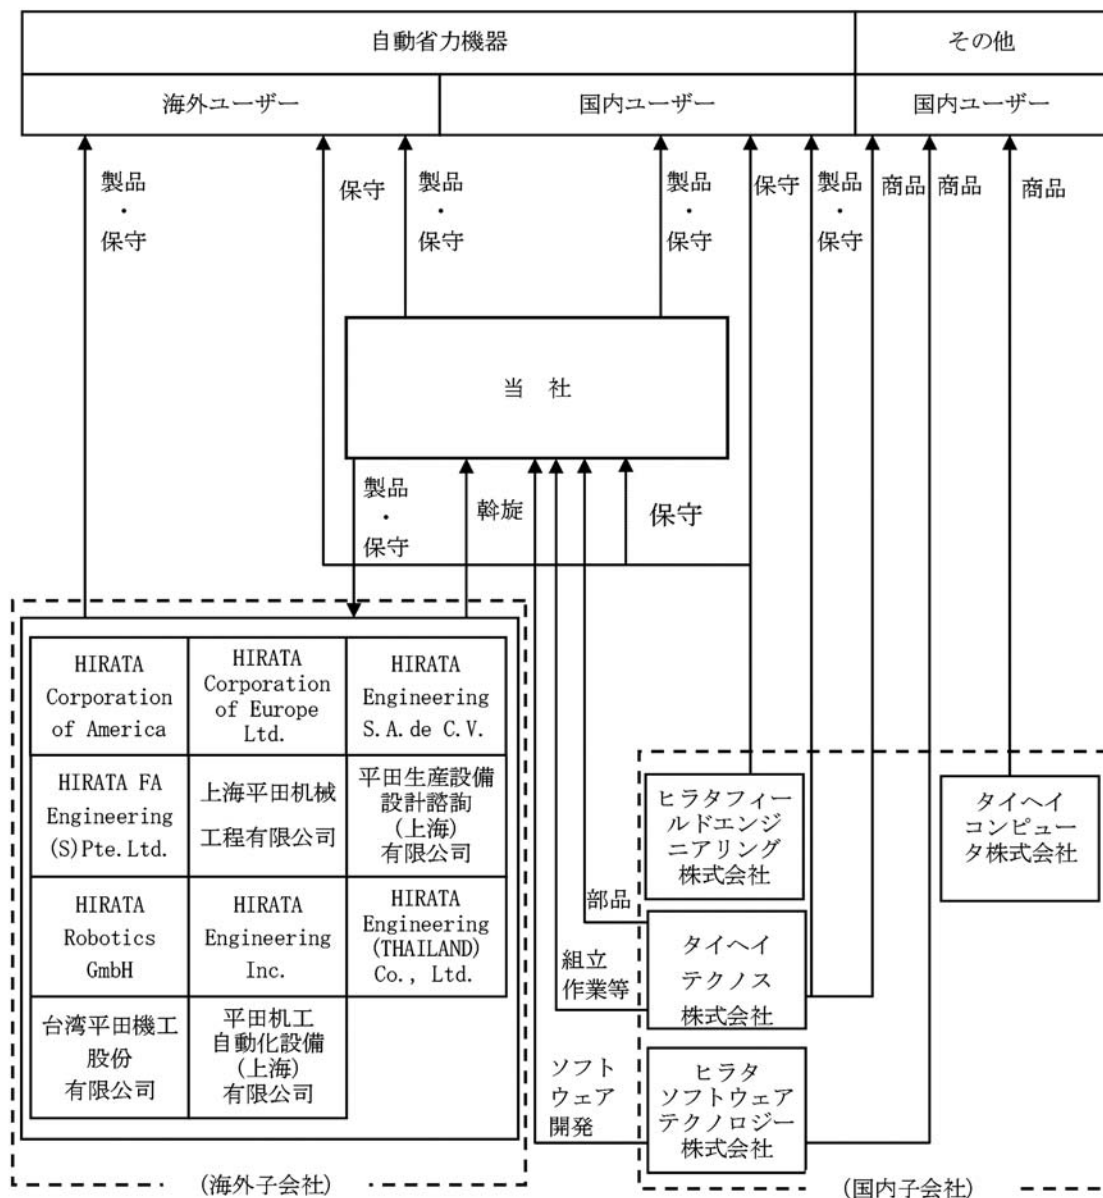 自動省力機器
その他
海外ユーザー
国内ユーザー
国内ユーザー
製品
・
保守
保守
製品
・
保守
製品
・
保守
保守
製品
・
保守
商品
商品
商品
当 社
製品
・
保守
斡旋
保守
HIRATA
Corporation
of America
HIRATA
Corporation
of Europe
Ltd.
HIRATA
Engineering
S.A.de C.V.
HIRATA FA
Engineering
(S)Pte.Ltd.
上海平田机械
工程有限公司
平田生産設備
設計諮詢
(上海)
有限公司
HIRATA
Robotics
GmbH
HIRATA
Engineering
Inc.
HIRATA
Engineering
(THAILAND)
Co., Ltd.
台湾平田機工
股份
有限公司
平田机工
自動化設備
(上海)
有限公司
(海外子会社)
ヒラタフィー
ルドエンジ
ニアリング
株式会社
タイヘイ
コンピュー
タ株式会社
部品
組立
作業等
タイヘイ
テクノス
株式会社
ソフト
ウェア
開発
ヒラタ
ソフトウェア
テクノロジー
株式会社
(国内子会社)